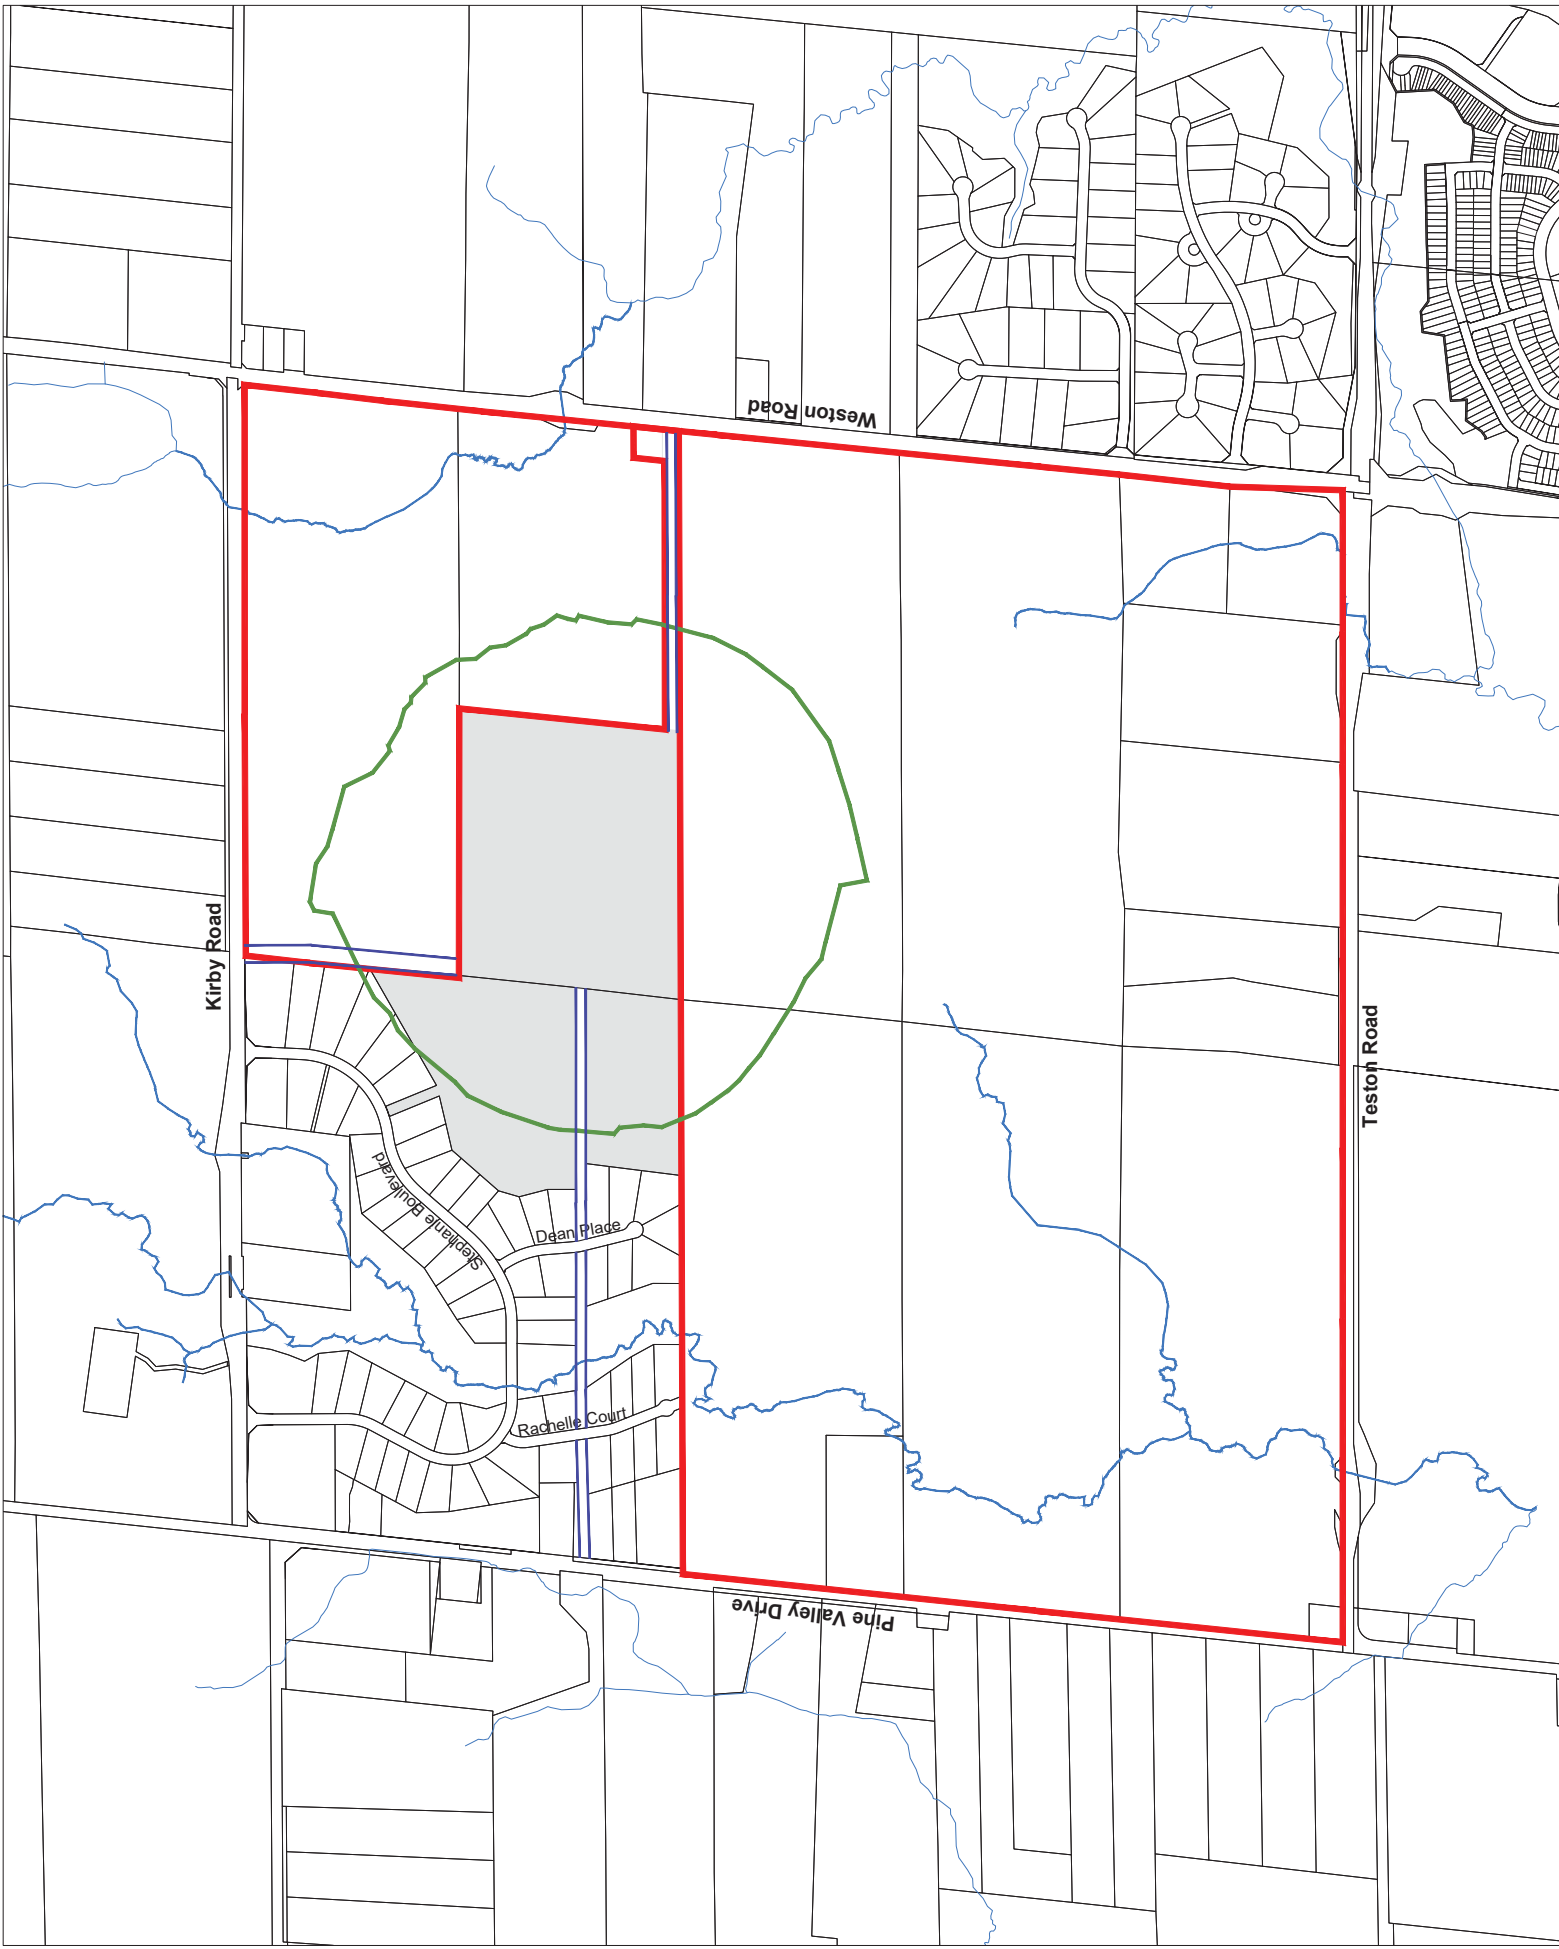 Weston Road
Kirby Road
Teston Road
Stephanie Boulevard
Dean Place
Rachelle Court
Pine Valley Drive